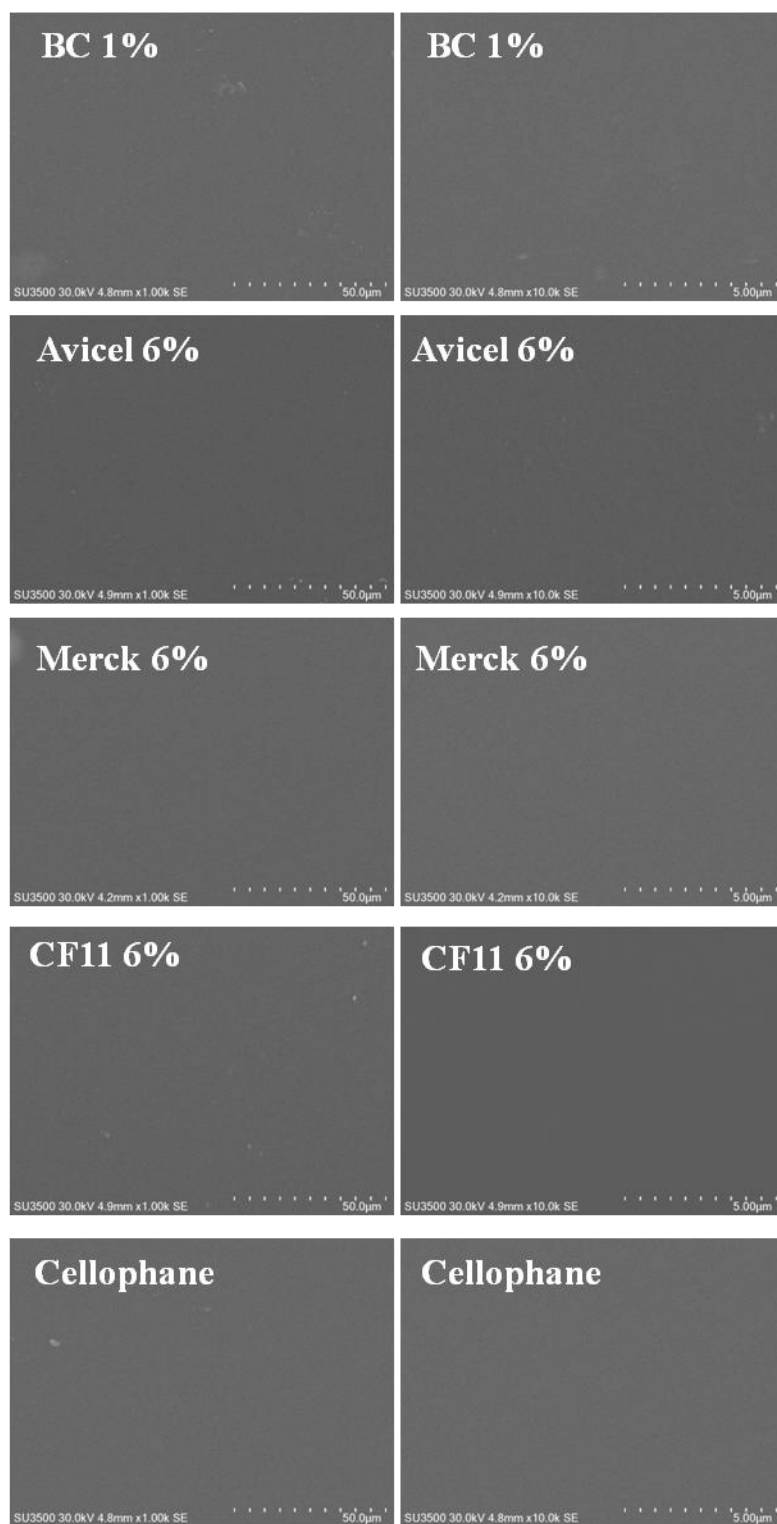 BC 1%
SU3500 30.0kV 4.8mm x1.00k SE 50.0µm
BC 1%
SU3500 30.0kV 4.8mm x10.0k SE 5.00µm
Avicel 6%
SU3500 30.0kV 4.9mm x1.00k SE 50.0µm
Avicel 6%
SU3500 30.0kV 4.9mm x10.0k SE 5.00µm
Merck 6%
SU3500 30.0kV 4.2mm x1.00k SE 50.0µm
Merck 6%
SU3500 30.0kV 4.2mm x10.0k SE 5.00µm
CF11 6%
SU3500 30.0kV 4.9mm x1.00k SE 50.0µm
CF11 6%
SU3500 30.0kV 4.9mm x10.0k SE 5.00µm
Cellophane
SU3500 30.0kV 4.8mm x1.00k SE 50.0µm
Cellophane
SU3500 30.0kV 4.8mm x10.0k SE 5.00µm